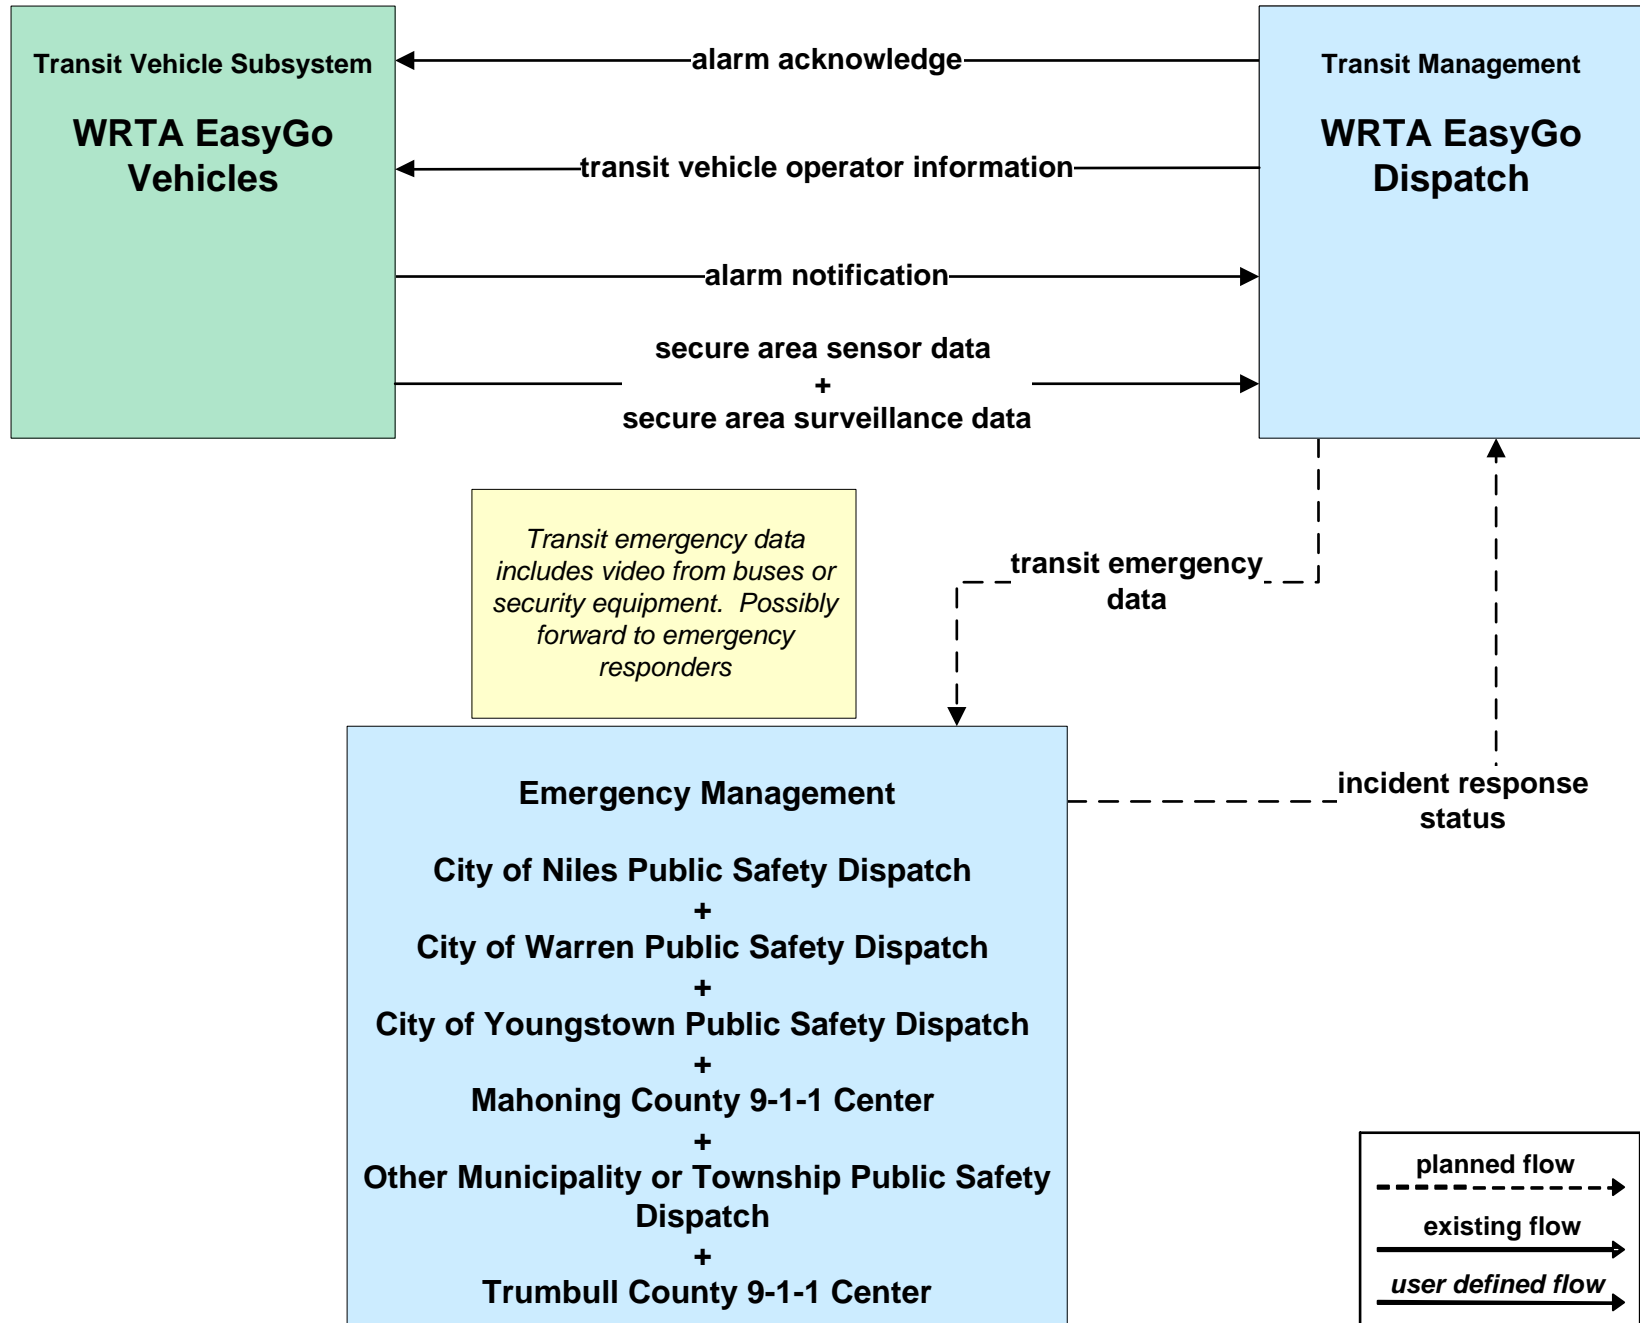 Transit Vehicle Subsystem
WRTA EasyGo
Vehicles
alarm acknowledge
transit vehicle operator information
alarm notification
secure area sensor data
+
secure area surveillance data
Transit Management
WRTA EasyGo
Dispatch
Transit emergency data
includes video from buses or
security equipment.  Possibly
forward to emergency
responders
transit emergency
data
incident response
status
Emergency Management
City of Niles Public Safety Dispatch
+
City of Warren Public Safety Dispatch
+
City of Youngstown Public Safety Dispatch
+
Mahoning County 9-1-1 Center
+
Other Municipality or Township Public Safety
Dispatch
+
Trumbull County 9-1-1 Center
planned flow
existing flow
user defined flow